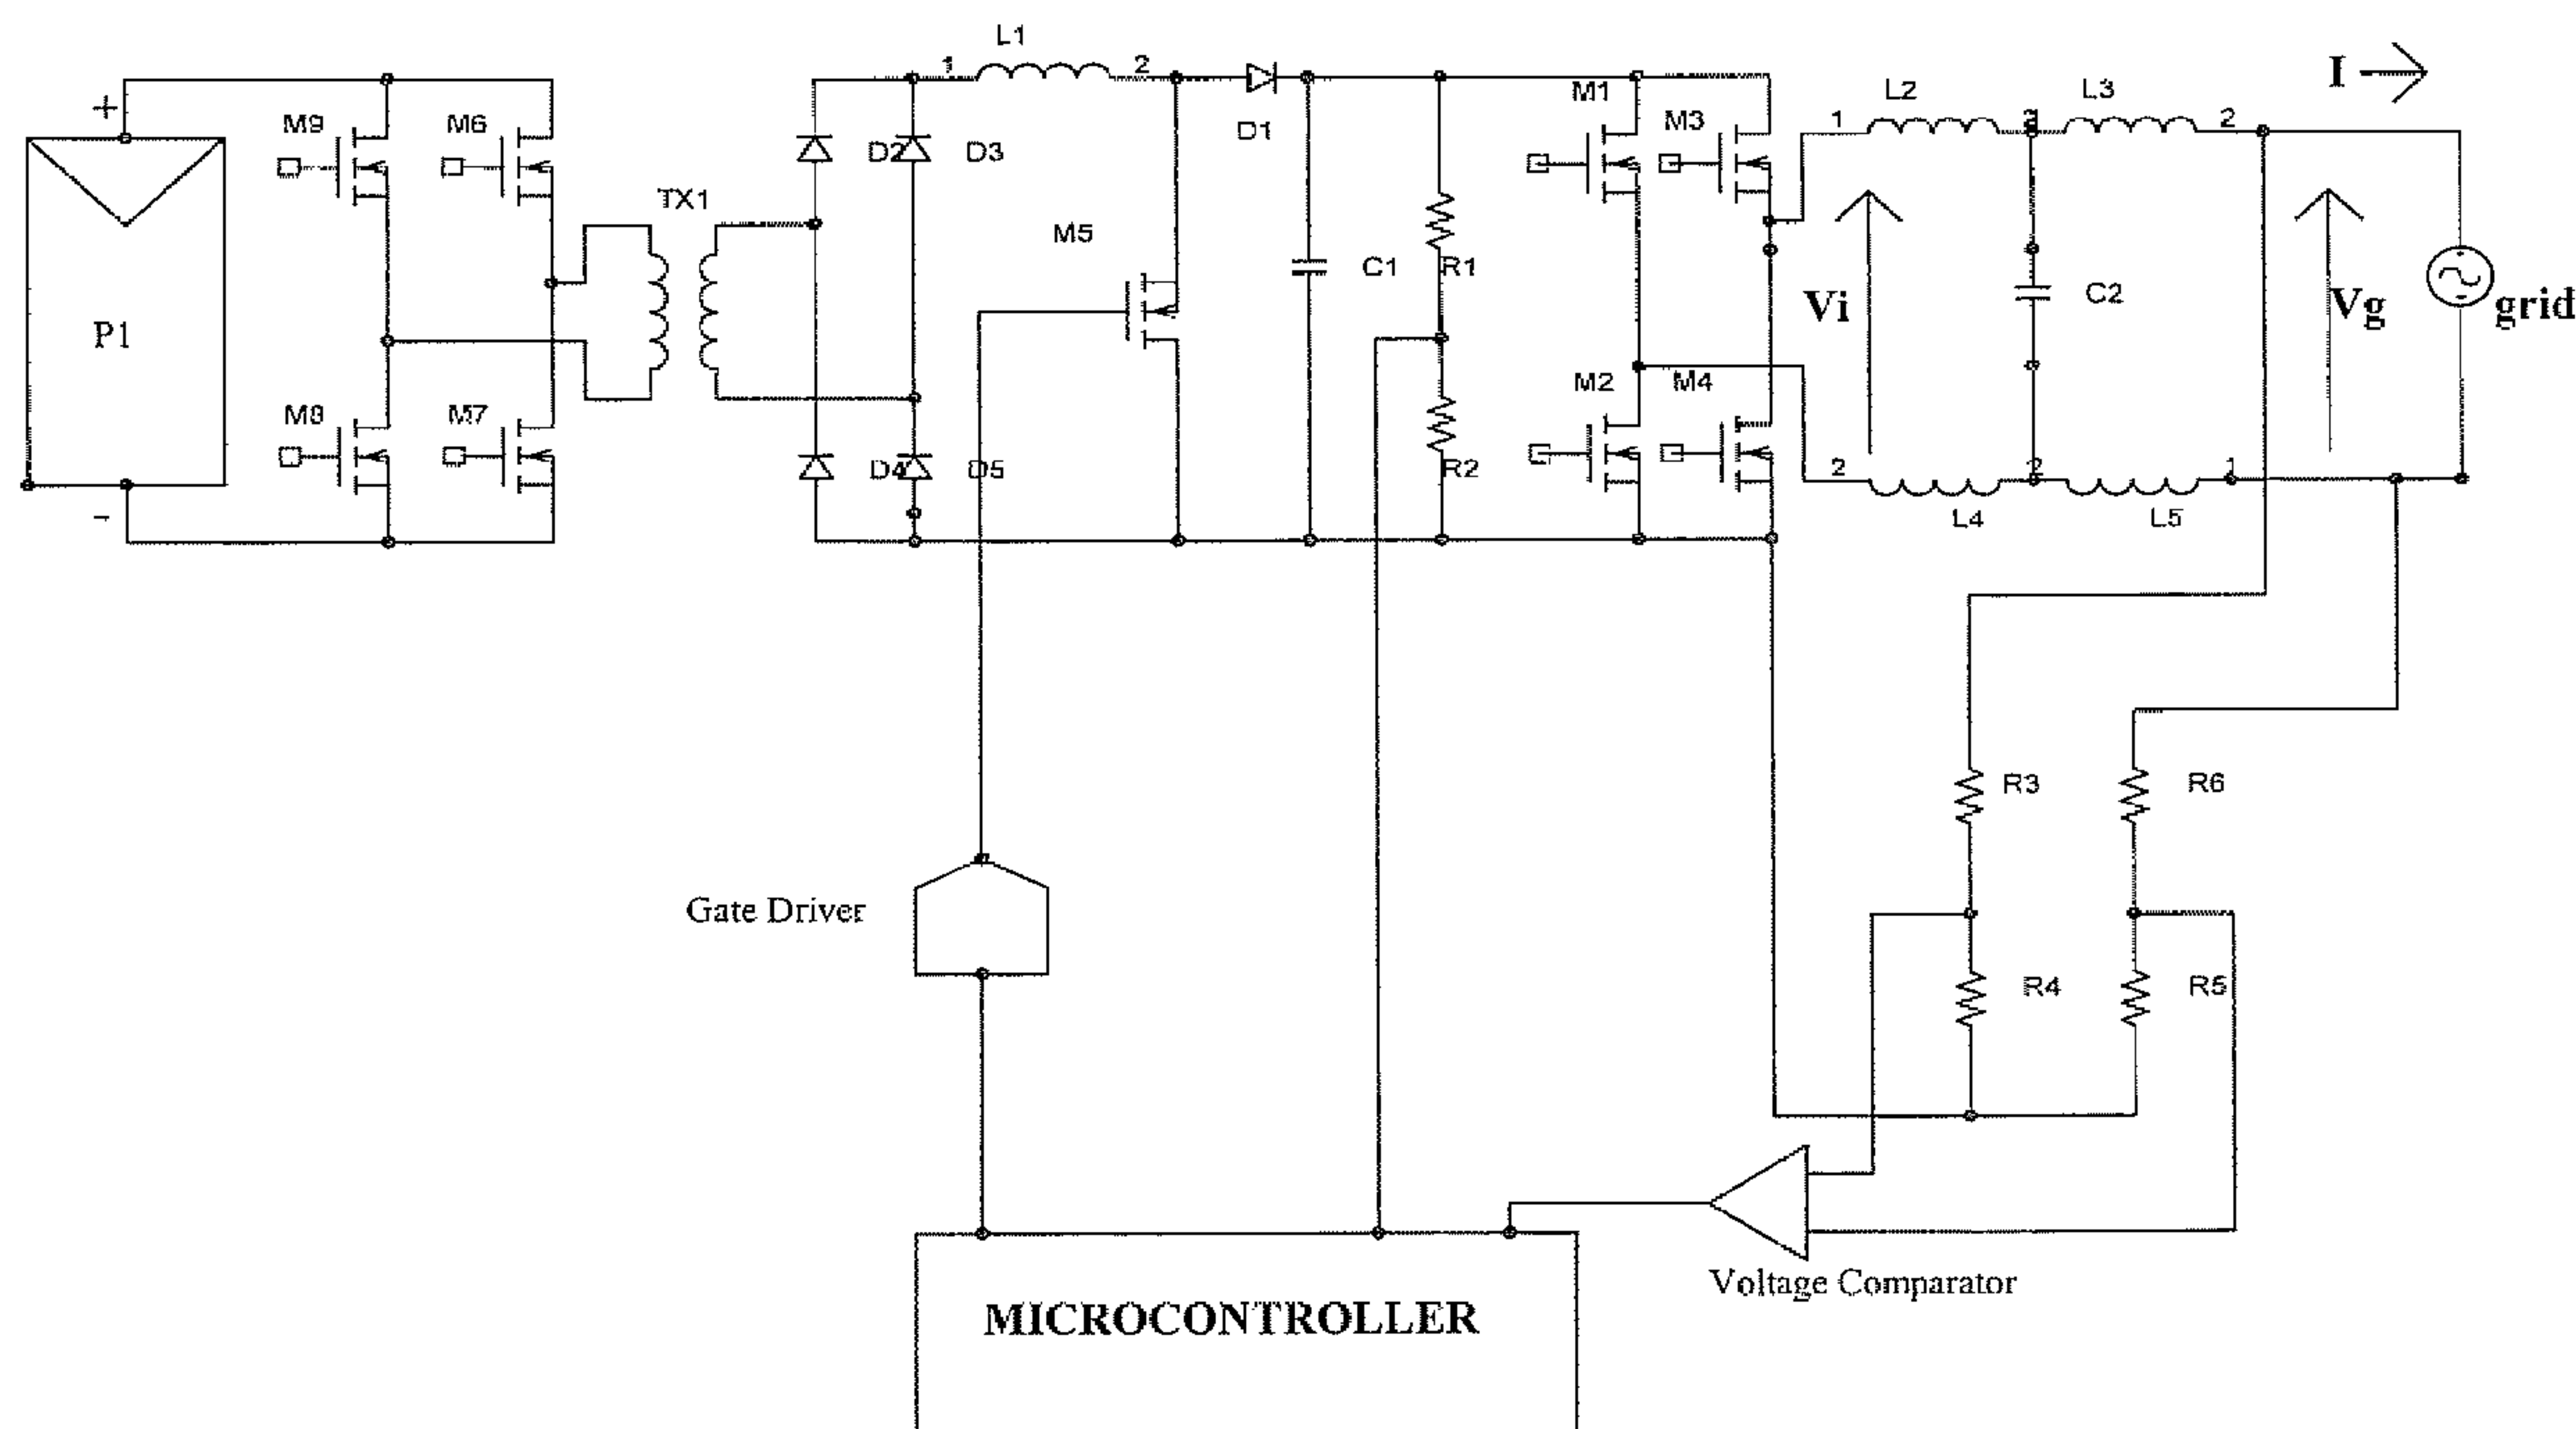 L1
1
2
I
+
M9
M6
TX1
D2
D3
D1
M1
M3
1
L2
2
L3
2
M5
C1
R1
P1
Vi
C2
Vg
grid
M8
M7
D4
D5
R2
M2
M4
2
2
1
L4
L5
-
R3
R6
Gate Driver
R4
R5
Voltage Comparator
MICROCONTROLLER